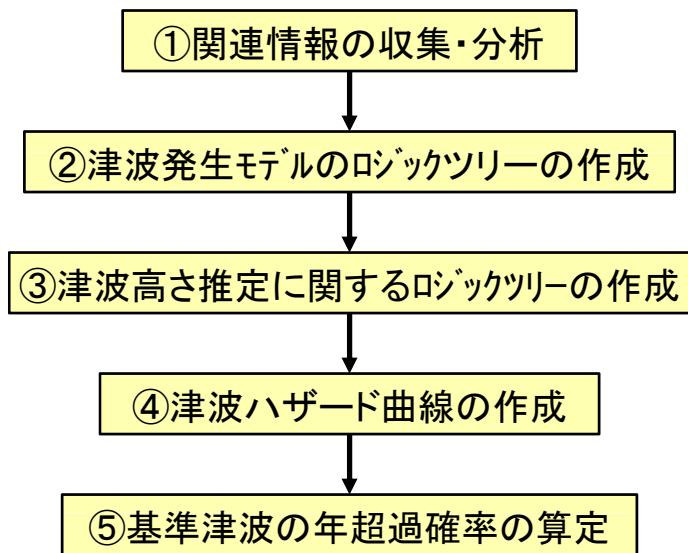 ①関連情報の収集・分析
②津波発生ﾓﾃﾞﾙのﾛｼﾞｯｸﾂﾘｰの作成
③津波高さ推定に関するﾛｼﾞｯｸﾂﾘｰの作成
④津波ハザード曲線の作成
⑤基準津波の年超過確率の算定